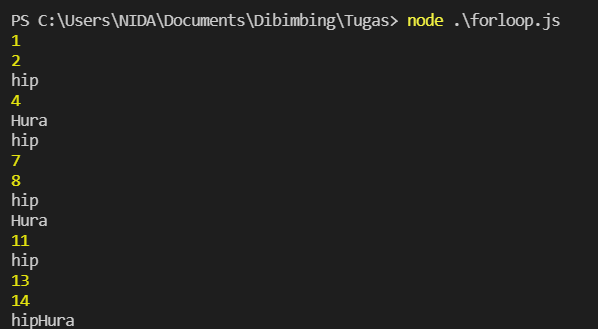 PS C:\Users\NIDA\Documents\Dibimbing\Tugas> node .\forloop.js
1
2
hip
4
Hura
hip
7
8
hip
Hura
11
hip
13
14
hipHura